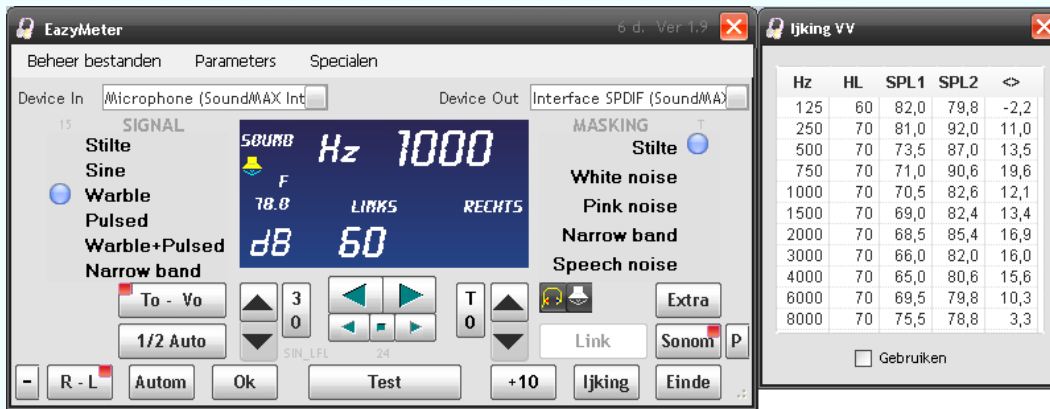 EazyMeter 6 d. Ver 1.9
Beheer bestanden Parameters Specialen
Device In Microphone (SoundMAX Int Device Out Interface SPDIF (SoundMAX
15 SIGNAL
Stilte
Sine
Warble
Pulsed
Warble+Pulsed
Narrow band
SOUNB Hz 1000
F
78.8 LINKS RECHTS
dB 60
MASKING T
Stilte
White noise
Pink noise
Narrow band
Speech noise
To - Vo 3 0 T 0 Extra
1/2 Auto SIN_LFL 24 Link Sonom P
- R - L Autom Ok Test +10 Ijking Einde
Ijking VV
Hz HL SPL1 SPL2 <>
125 60 82,0 79,8 -2,2
250 70 81,0 92,0 11,0
500 70 73,5 87,0 13,5
750 70 71,0 90,6 19,6
1000 70 70,5 82,6 12,1
1500 70 69,0 82,4 13,4
2000 70 68,5 85,4 16,9
3000 70 66,0 82,0 16,0
4000 70 65,0 80,6 15,6
6000 70 69,5 79,8 10,3
8000 70 75,5 78,8 3,3
Gebruiken